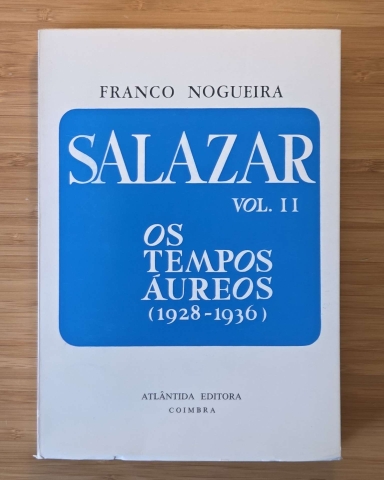 FRANCO NOGUEIRA
SALAZAR
VOL. II
OS
TEMPOS
ÁUREOS
(1928-1936)
ATLÂNTIDA EDITORA
COIMBRA